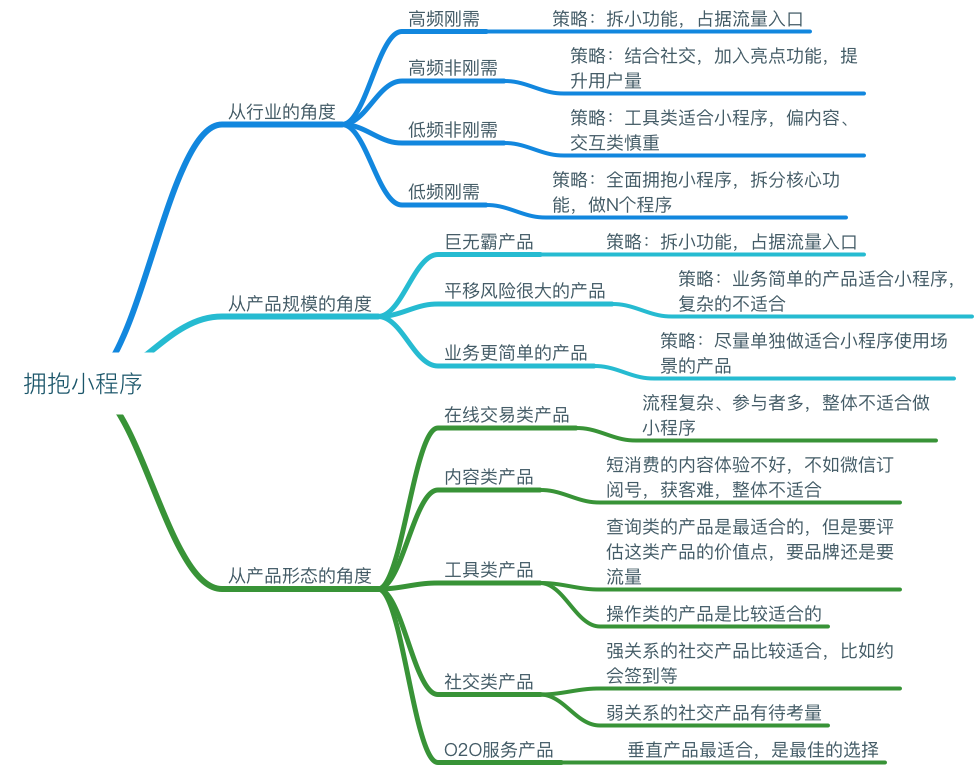 高频刚需
策略：拆小功能，占据流量入口
高频非刚需
策略：结合社交，加入亮点功能，提
升用户量
从行业的角度
低频非刚需
策略：工具类适合小程序，偏内容、
交互类慎重
低频刚需
策略：全面拥抱小程序，拆分核心功
能，做N个程序
巨无霸产品
策略：拆小功能，占据流量入口
从产品规模的角度
平移风险很大的产品
策略：业务简单的产品适合小程序，
复杂的不适合
业务更简单的产品
策略：尽量单独做适合小程序使用场
景的产品
拥抱小程序
在线交易类产品
流程复杂、参与者多，整体不适合做
小程序
内容类产品
短消费的内容体验不好，不如微信订
阅号，获客难，整体不适合
从产品形态的角度
工具类产品
查询类的产品是最适合的，但是要评
估这类产品的价值点，要品牌还是要
流量
操作类的产品是比较适合的
社交类产品
强关系的社交产品比较适合，比如约
会签到等
弱关系的社交产品有待考量
O2O服务产品
垂直产品最适合，是最佳的选择